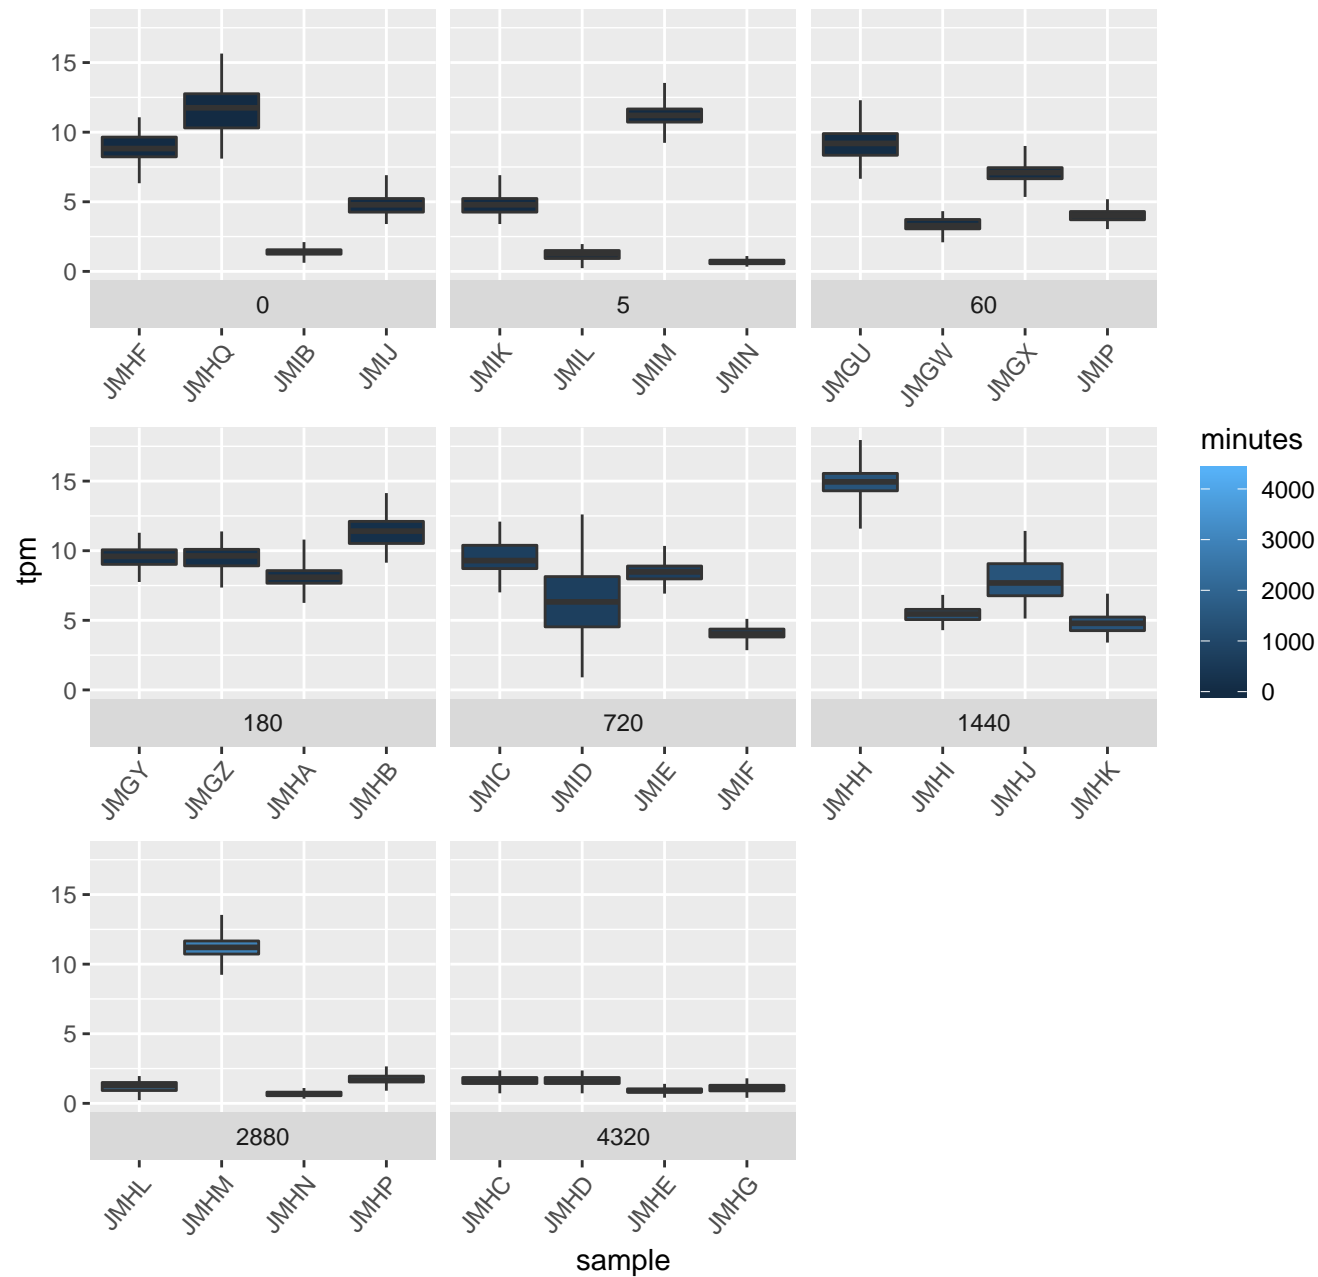 15
10
5
0
0
5
60
JMHF
JMHQ
JMIB
JMIJ
JMIK
JMIL
JMIM
JMIN
JMGU
JMGW
JMGX
JMIP
tpm
15
10
5
0
180
720
1440
JMGY
JMGZ
JMHA
JMHB
JMIC
JMID
JMIE
JMIF
JMHH
JMHI
JMHJ
JMHK
minutes
4000
3000
2000
1000
0
15
10
5
0
2880
4320
JMHL
JMHM
JMHN
JMHP
JMHC
JMHD
JMHE
JMHG
sample